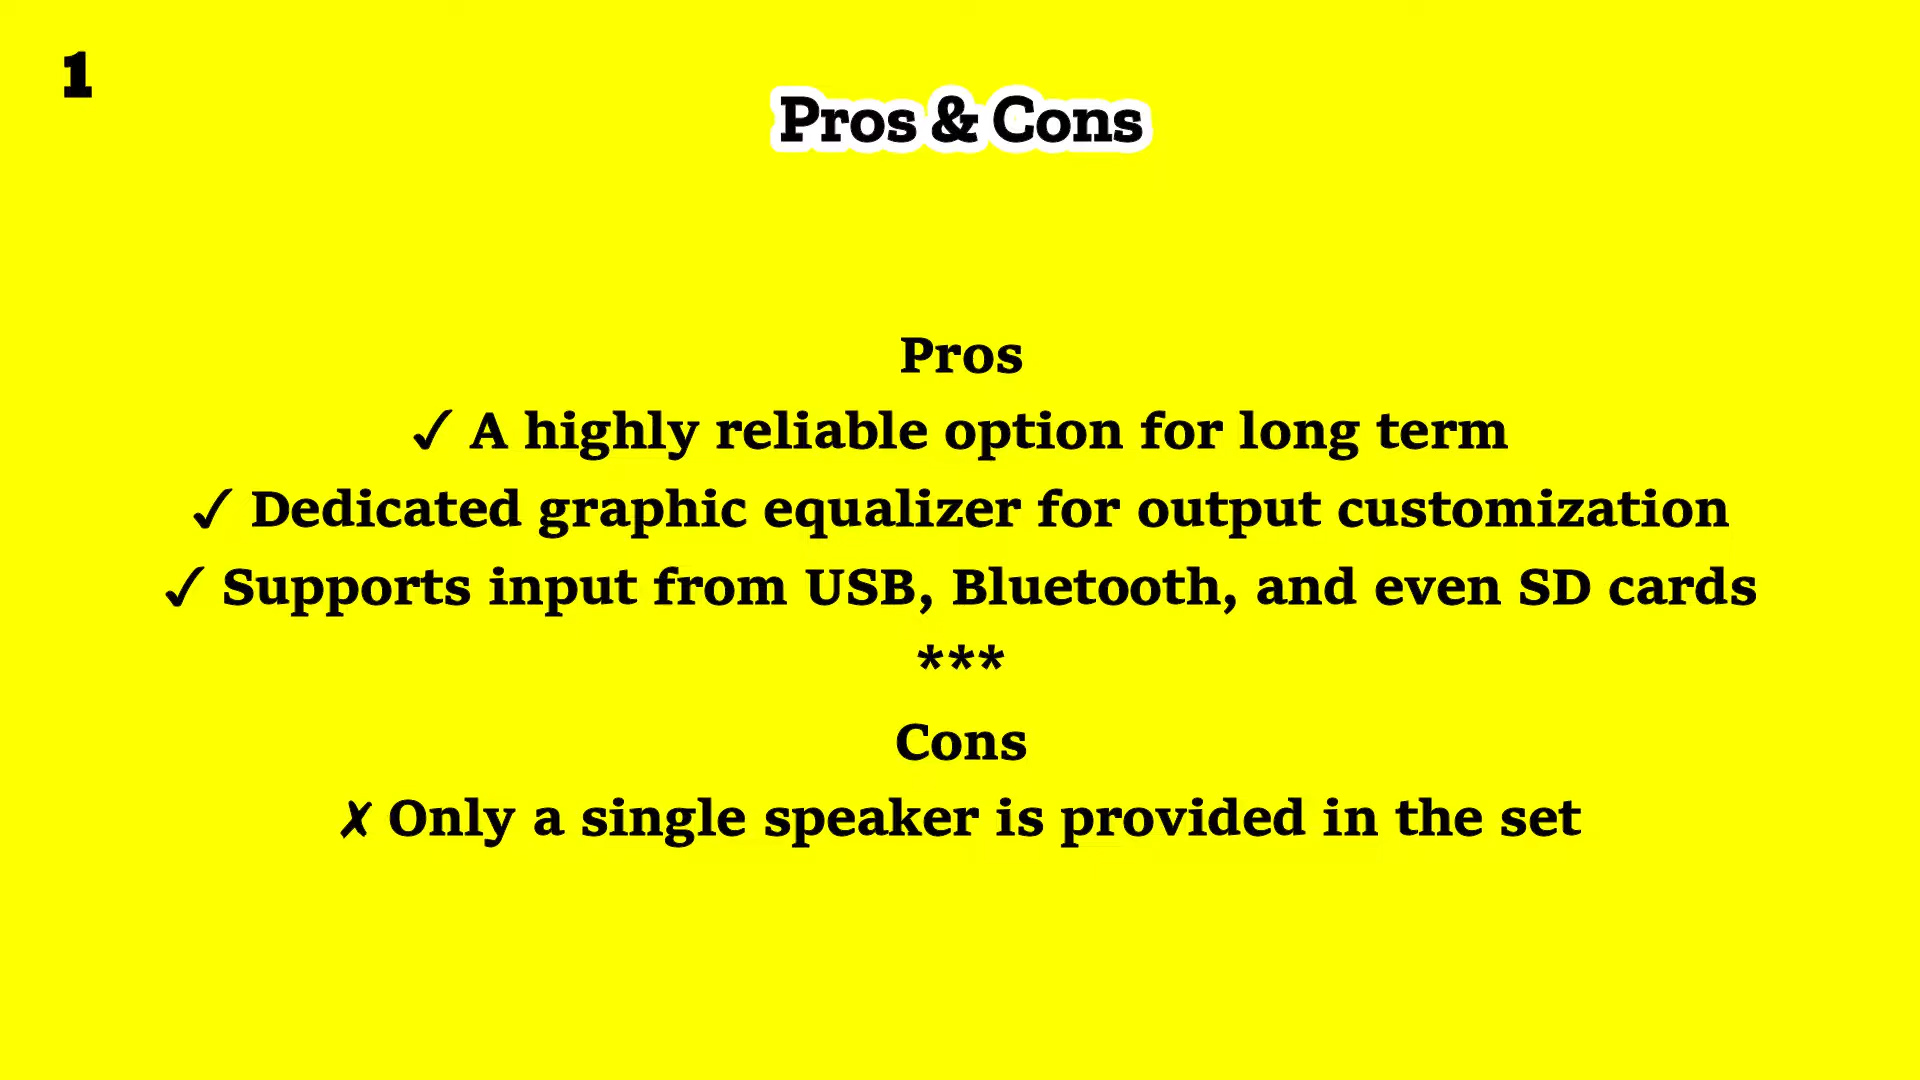 1
Pros & Cons
Pros
✓ A highly reliable option for long term
✓ Dedicated graphic equalizer for output customization
✓ Supports input from USB, Bluetooth, and even SD cards
***
Cons
✗ Only a single speaker is provided in the set